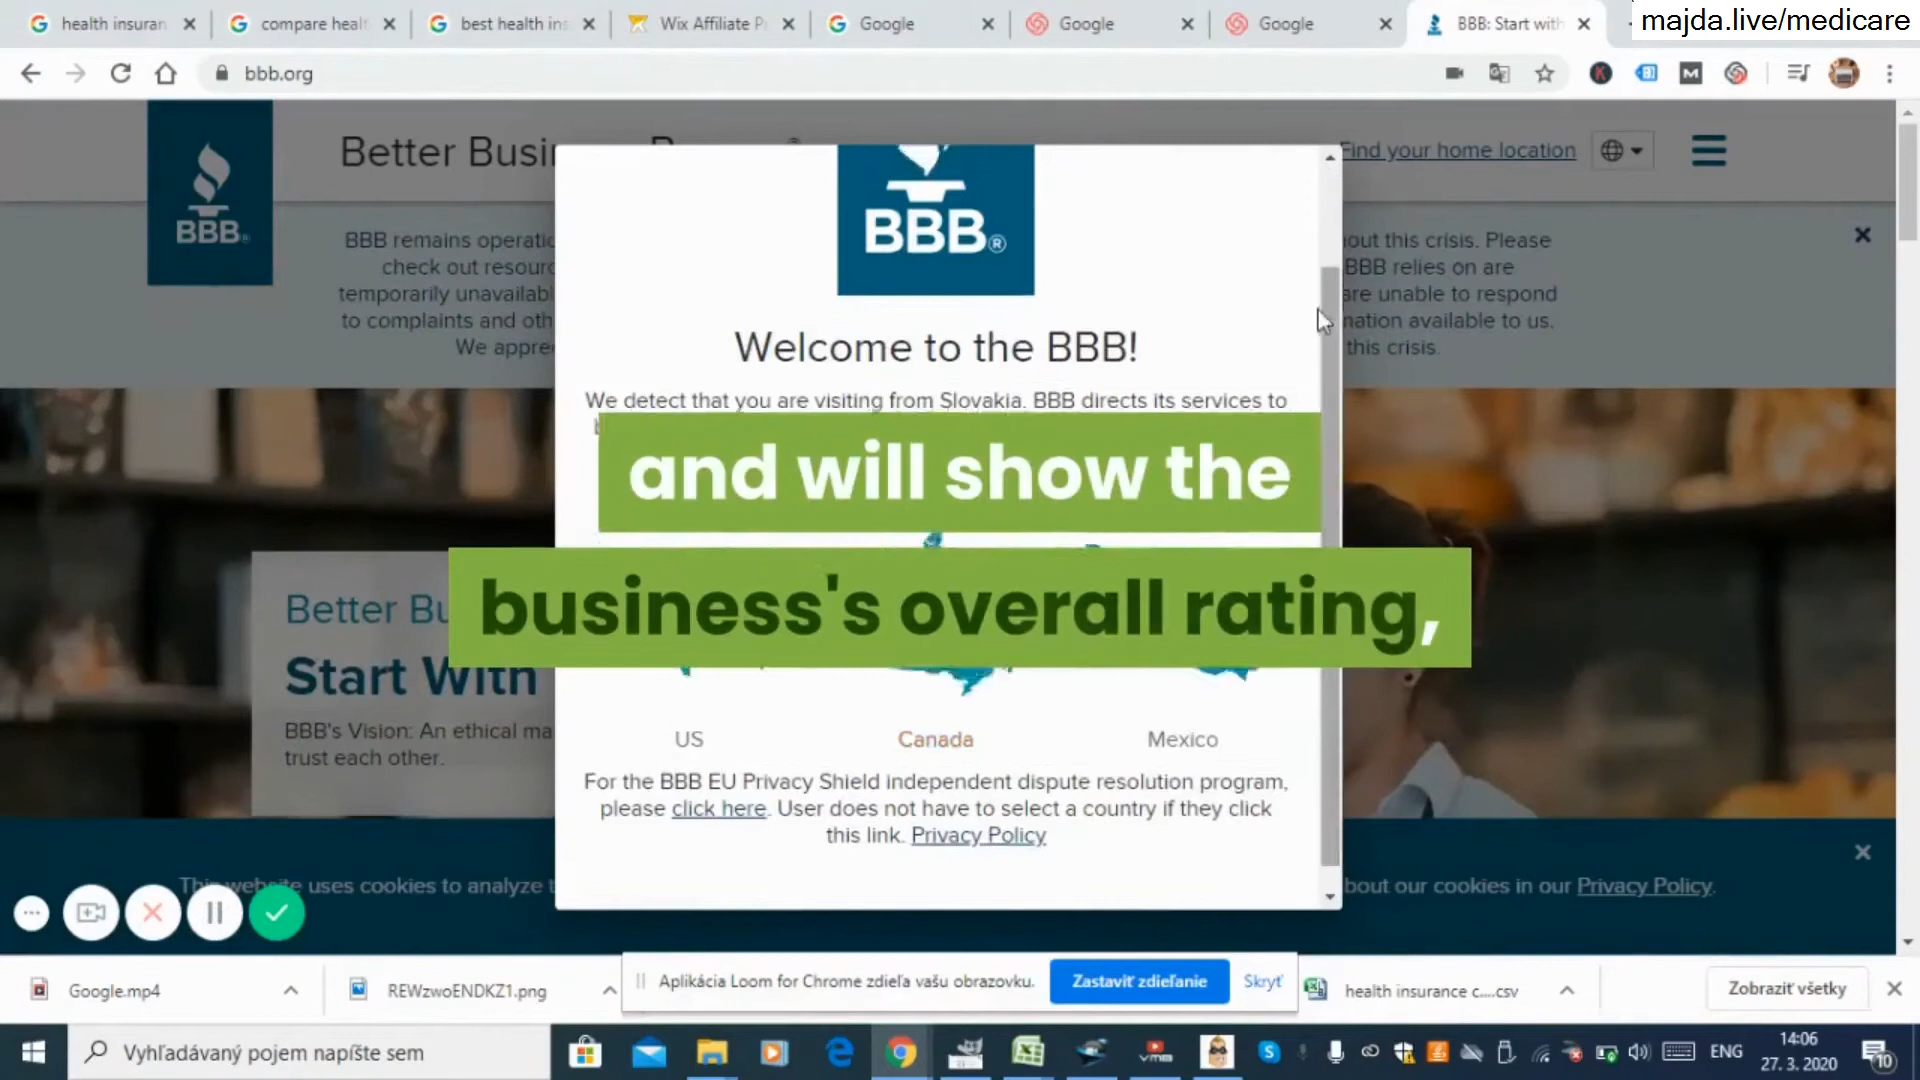 health insuran
compare healt
best health ins
Wix Affiliate P
Google
Google
Google
BBB: Start with
majda.live/medicare
bbb.org
Better Busi
Find your home location
BBB®
BBB remains operatio
check out resourc
temporarily unavailabl
to complaints and oth
We appre
out this crisis. Please
BBB relies on are
are unable to respond
mation available to us.
this crisis.
BBB®
Welcome to the BBB!
We detect that you are visiting from Slovakia. BBB directs its services to
and will show the
business's overall rating,
Better Bu
Start With
BBB's Vision: An ethical ma
trust each other.
US
Canada
Mexico
For the BBB EU Privacy Shield independent dispute resolution program,
please click here. User does not have to select a country if they click
this link. Privacy Policy
This website uses cookies to analyze t
bout our cookies in our Privacy Policy.
Google.mp4
REWzwoENDKZ1.png
Aplikácia Loom for Chrome zdieľa vašu obrazovku.
Zastaviť zdieľanie
Skryť
health insurance c....csv
Zobraziť všetky
Vyhľadávaný pojem napíšte sem
ENG
14:06
27. 3. 2020
10